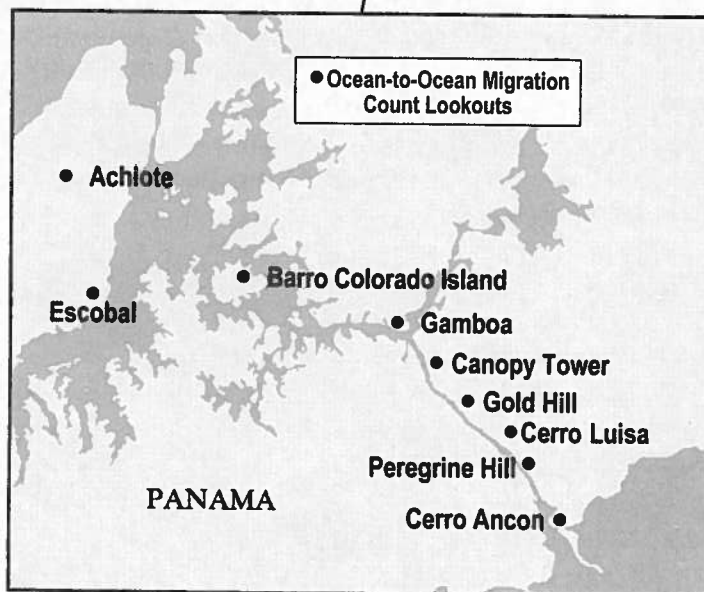 Ocean-to-Ocean Migration
Count Lookouts
Achiote
Barro Colorado Island
Escobal
Gamboa
Canopy Tower
Gold Hill
Cerro Luisa
Peregrine Hill
PANAMA
Cerro Ancon